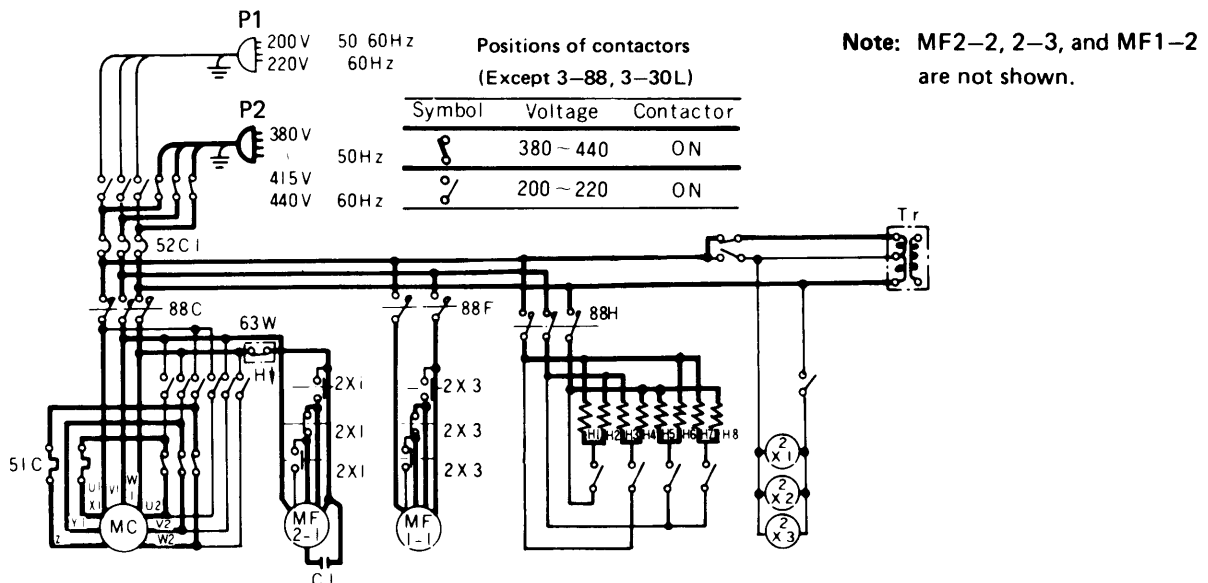 P1
200V 50 60Hz
220V 60Hz
P2
380V
50Hz
415V
440V 60Hz
Positions of contactors
(Except 3–88, 3–30L)
Symbol Voltage Contactor
380~440 ON
200~220 ON
Note: MF2–2, 2–3, and MF1–2
are not shown.
Tr
52C1
88C
63W
88F
88H
H
2X1
2X3
2X1
2X3
2X1
2X3
H1 H2 H3 H4 H5 H6 H7 H8
51C
U1 V1 W1
X1 U2
Y1 V2
Z W2
MC
MF
2-1
MF
1-1
C1
2
X1
2
X2
2
X3